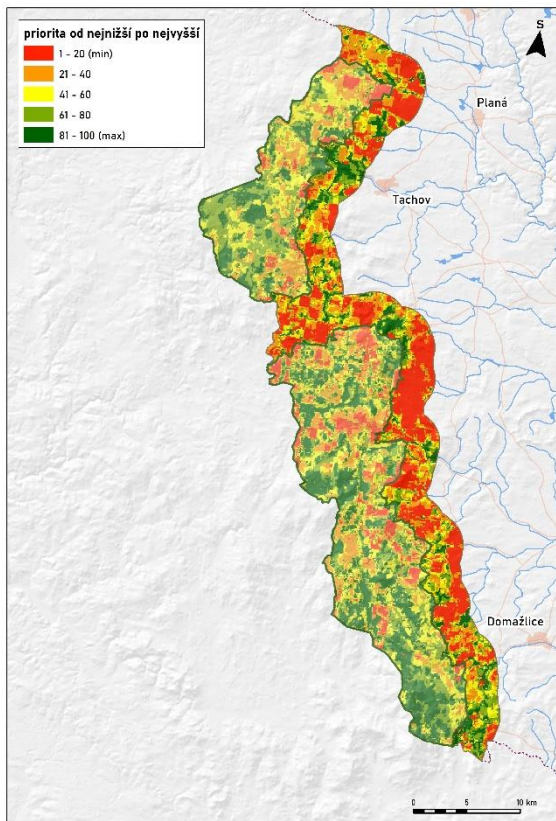 priorita od nejnižší po nejvyšší
1 - 20 (min)
21 - 40
41 - 60
61 - 80
81 - 100 (max)
S
Planá
Tachov
Domažlice
0 5 10 km